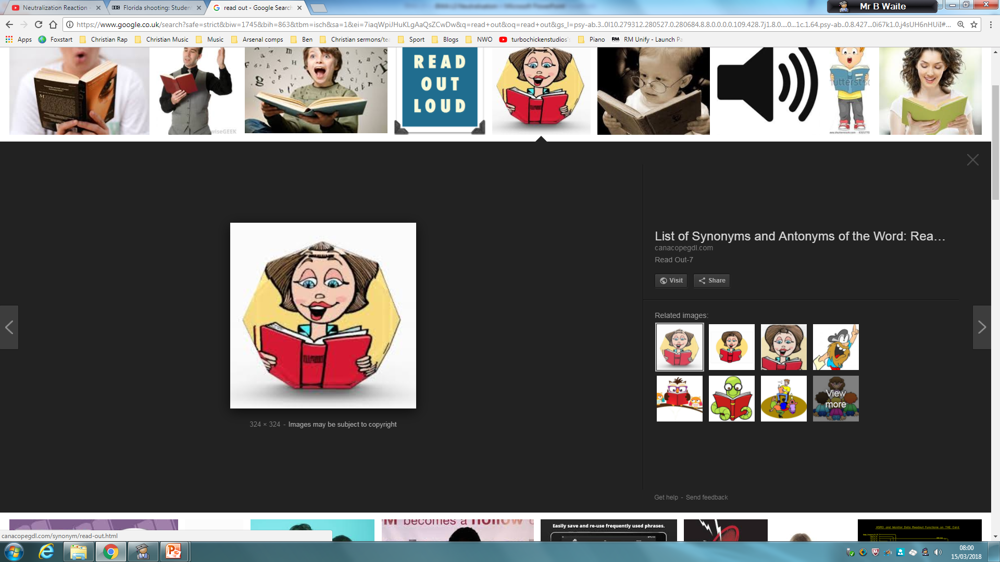 Neutralization Reaction
BBC Florida shooting: Studen
read out - Google Search
Mr B Waite
https://www.google.co.uk/search?safe=strict&biw=1745&bih=863&tbm=isch&sa=1&ei=7iaqWpiJHuKLgAaQsZCwDw&q=read+out&oq=read+out&gs_l=psy-ab.3..0l10.279312.280527.0.280684.8.8.0.0.0.0.109.428.7j1.8.0....0...1c.1.64.psy-ab..0.8.427...0i67k1.0.j4sUH6nHUiI#...
Apps Foxstart Christian Rap Christian Music Music Arsenal comps Ben Christian sermons/tea Sport Blogs NWO turbochickenstudios's Piano RM RM Unify - Launch Pa
READ
OUT
LOUD
wiseGEEK
List of Synonyms and Antonyms of the Word: Rea...
canacopegdl.com
Read Out-7
Visit Share
Related images:
View
more
324 × 324 - Images may be subject to copyright
Get help - Send feedback
becomes a Hollow
Easily save and re-use frequently used phrases.
canacopegdl.com/synonym/read-out.html
08:00
15/03/2018